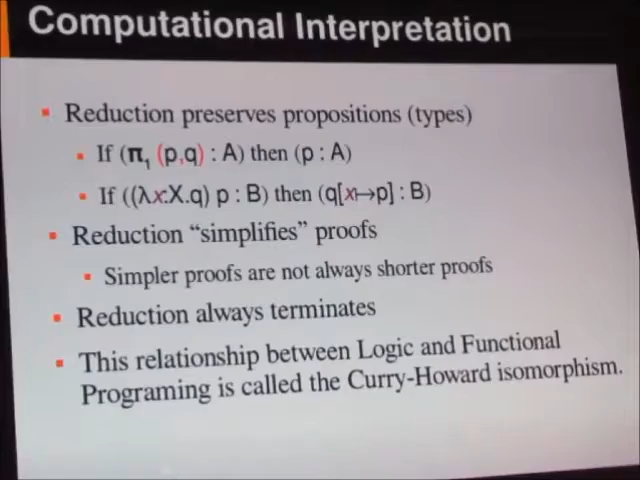 Computational Interpretation
Reduction preserves propositions (types)
If (π₁ (p,q) : A) then (p : A)
If ((λx:X.q) p : B) then (q[x↦p] : B)
Reduction “simplifies” proofs
Simpler proofs are not always shorter proofs
Reduction always terminates
This relationship between Logic and Functional
Programing is called the Curry-Howard isomorphism.